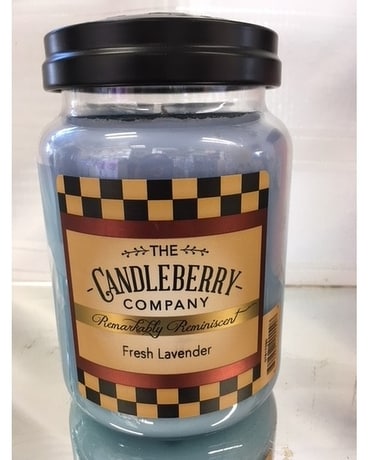 THE
CANDLEBERRY
COMPANY
Remarkably Reminiscent
Fresh Lavender